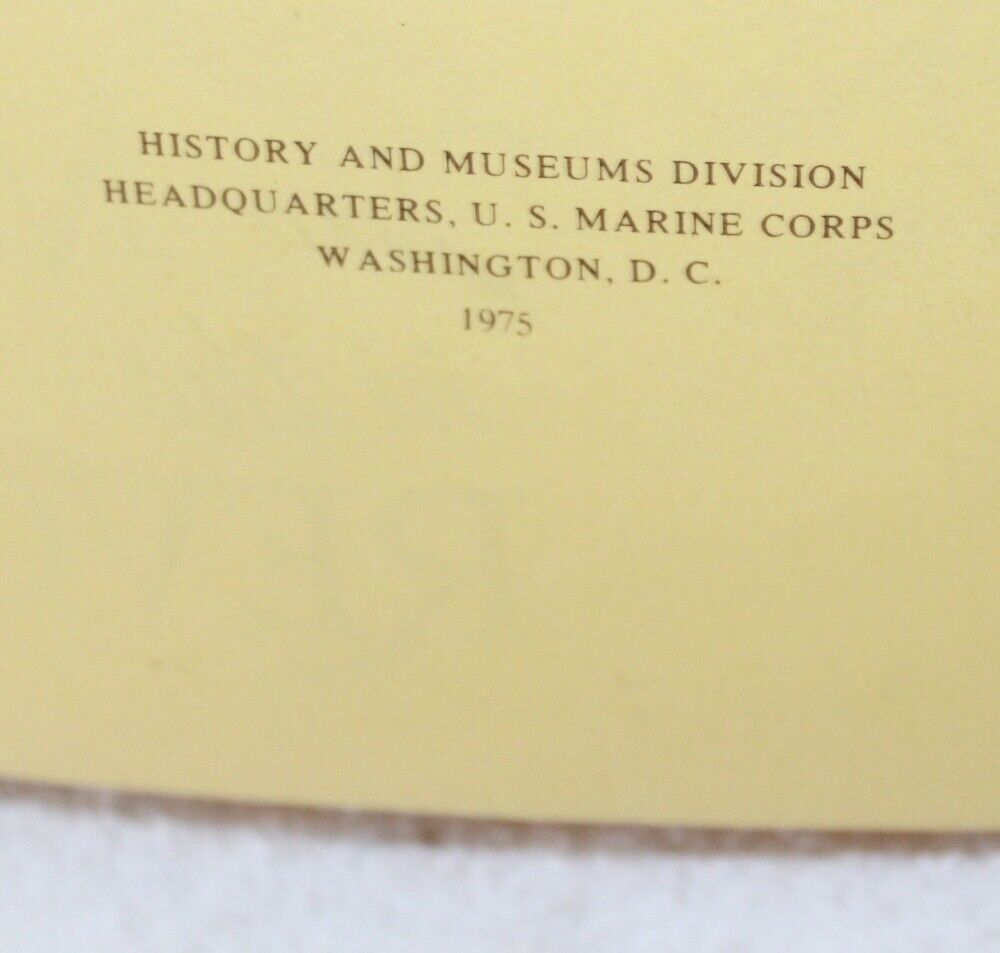 HISTORY AND MUSEUMS DIVISION
HEADQUARTERS, U. S. MARINE CORPS
WASHINGTON, D. C.
1975